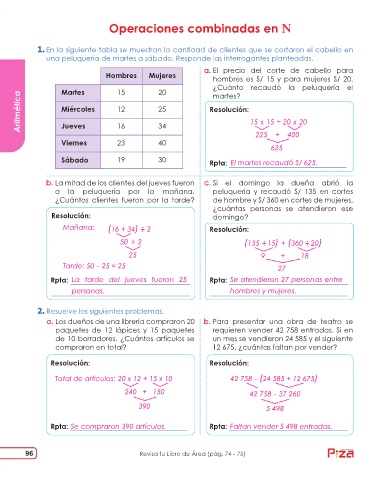 Operaciones combinadas en N
1. En la siguiente tabla se muestran la cantidad de clientes que se cortaron el cabello en
una peluquería de martes a sábado. Responde las interrogantes planteadas.
Hombres Mujeres
Martes 15 20
Miércoles 12 25
Jueves 16 34
Viernes 23 40
Sábado 19 30
a. El precio del corte de cabello para
hombres es S/ 15 y para mujeres S/ 20.
¿Cuánto recaudó la peluquería el
martes?
Resolución:
15 x 15 + 20 x 20
225 + 400
625
Rpta: El martes recaudó S/ 625.
Aritmética
b. La mitad de los clientes del jueves fueron
a la peluquería por la mañana.
¿Cuántos clientes fueron por la tarde?
Resolución:
Mañana: (16 + 34) ÷ 2
50 ÷ 2
25
Tarde: 50 – 25 = 25
Rpta: La tarde del jueves fueron 25
personas.
c. Si el domingo la dueña abrió la
peluquería y recaudó S/ 135 en cortes
de hombre y S/ 360 en cortes de mujeres,
¿cuántas personas se atendieron ese
domingo?
Resolución:
(135 ÷ 15) + (360 ÷ 20)
9 + 18
27
Rpta: Se atendieron 27 personas entre
hombres y mujeres.
2. Resuelve los siguientes problemas.
a. Los dueños de una librería compraron 20
paquetes de 12 lápices y 15 paquetes
de 10 borradores. ¿Cuántos artículos se
compraron en total?
Resolución:
Total de artículos: 20 x 12 + 15 x 10
240 + 150
390
Rpta: Se compraron 390 artículos.
b. Para presentar una obra de teatro se
requieren vender 42 758 entradas. Si en
un mes se vendieron 24 585 y el siguiente
12 675, ¿cuántas faltan por vender?
Resolución:
42 758 – (24 585 + 12 675)
42 758 – 37 260
5 498
Rpta: Faltan vender 5 498 entradas.
96
Revisa tu Libro de Área (pág. 74 - 75)
Piza